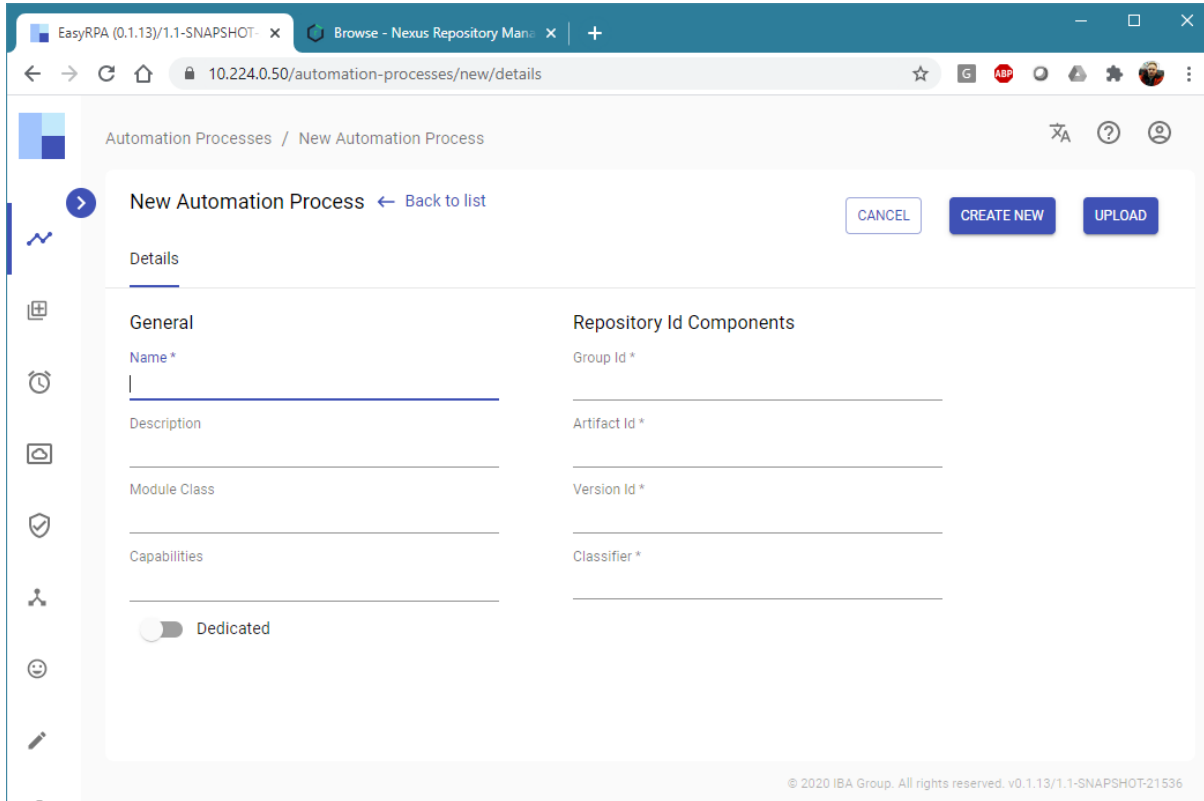 EasyRPA (0.1.13)/1.1-SNAPSHOT-
Browse - Nexus Repository Mana
10.224.0.50/automation-processes/new/details
G
ABP
Automation Processes / New Automation Process
New Automation Process ← Back to list
CANCEL
CREATE NEW
UPLOAD
Details
General
Name *
Description
Module Class
Capabilities
Dedicated
Repository Id Components
Group Id *
Artifact Id *
Version Id *
Classifier *
© 2020 IBA Group. All rights reserved. v0.1.13/1.1-SNAPSHOT-21536